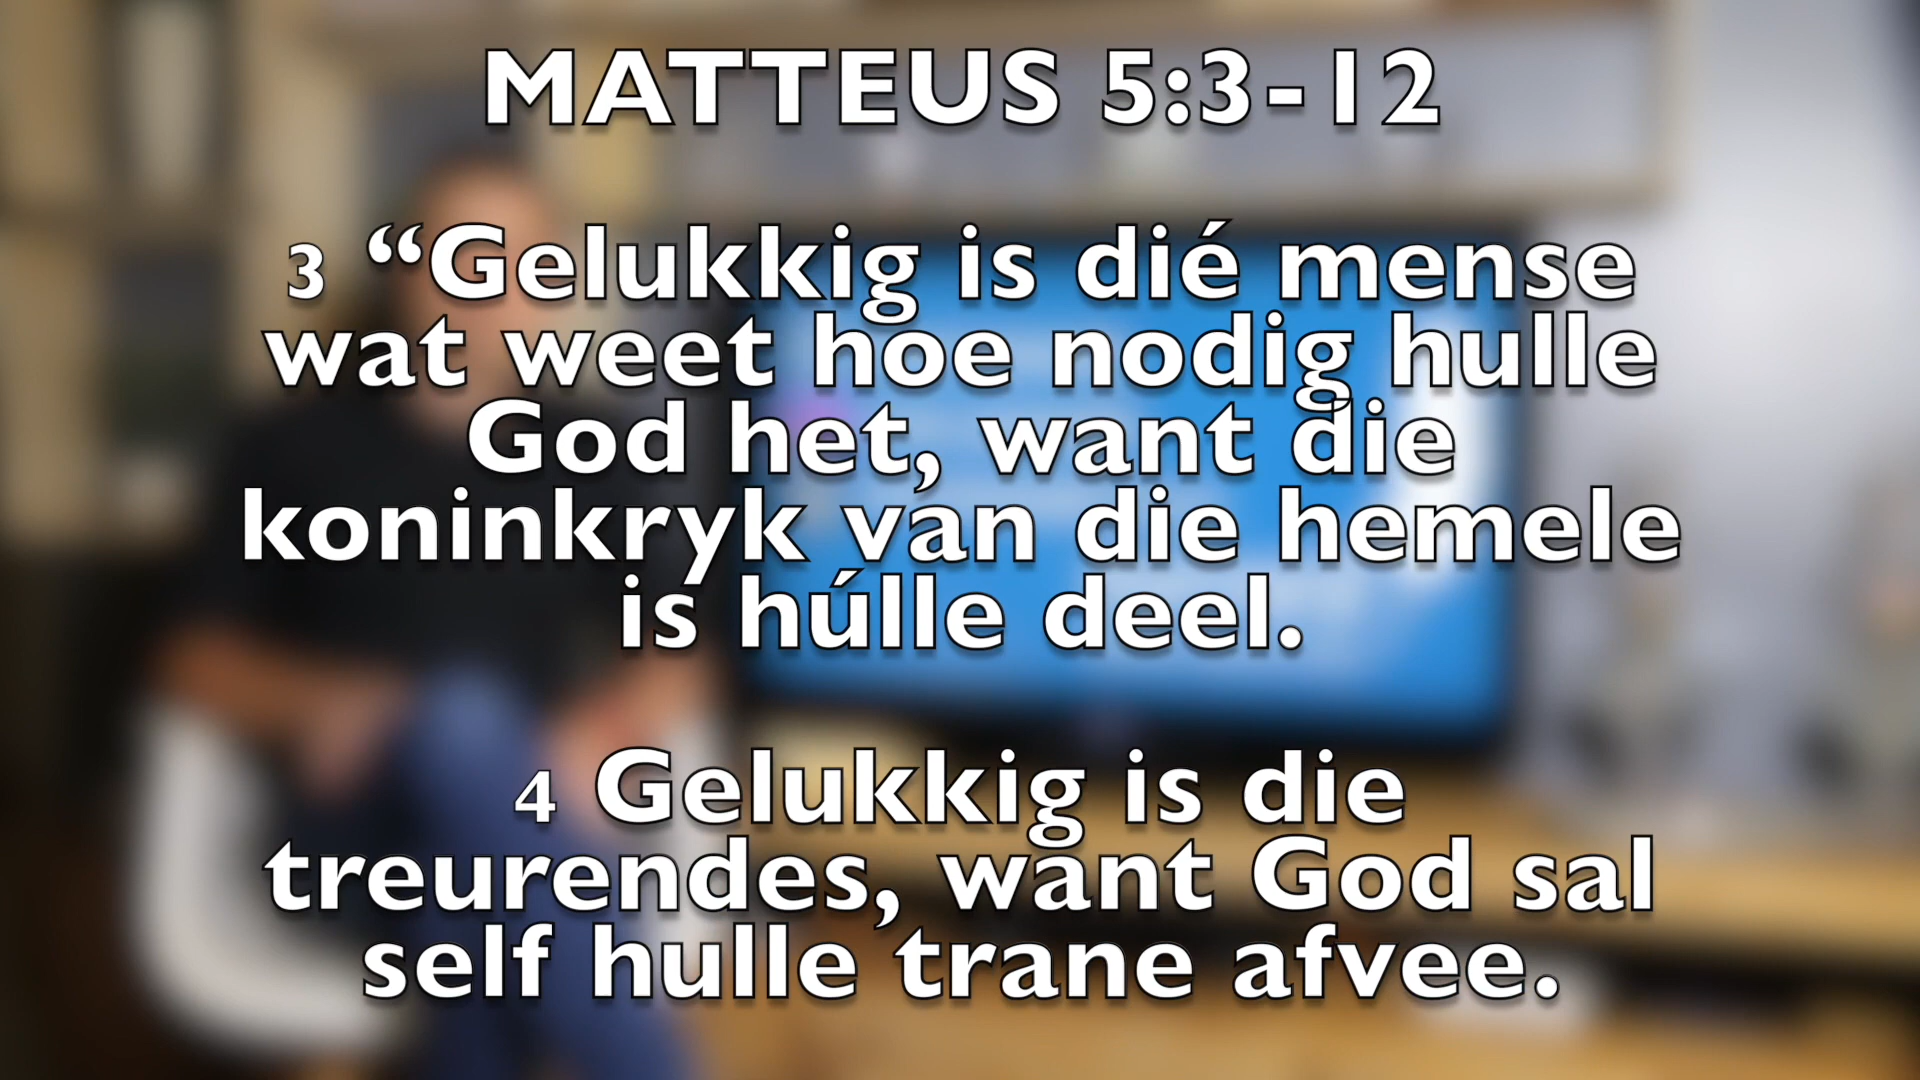 MATTEUS 5:3-12
3 “Gelukkig is dié mense
wat weet hoe nodig hulle
God het, want die
koninkryk van die hemele
is húlle deel.
4 Gelukkig is die
treurendes, want God sal
self hulle trane afvee.